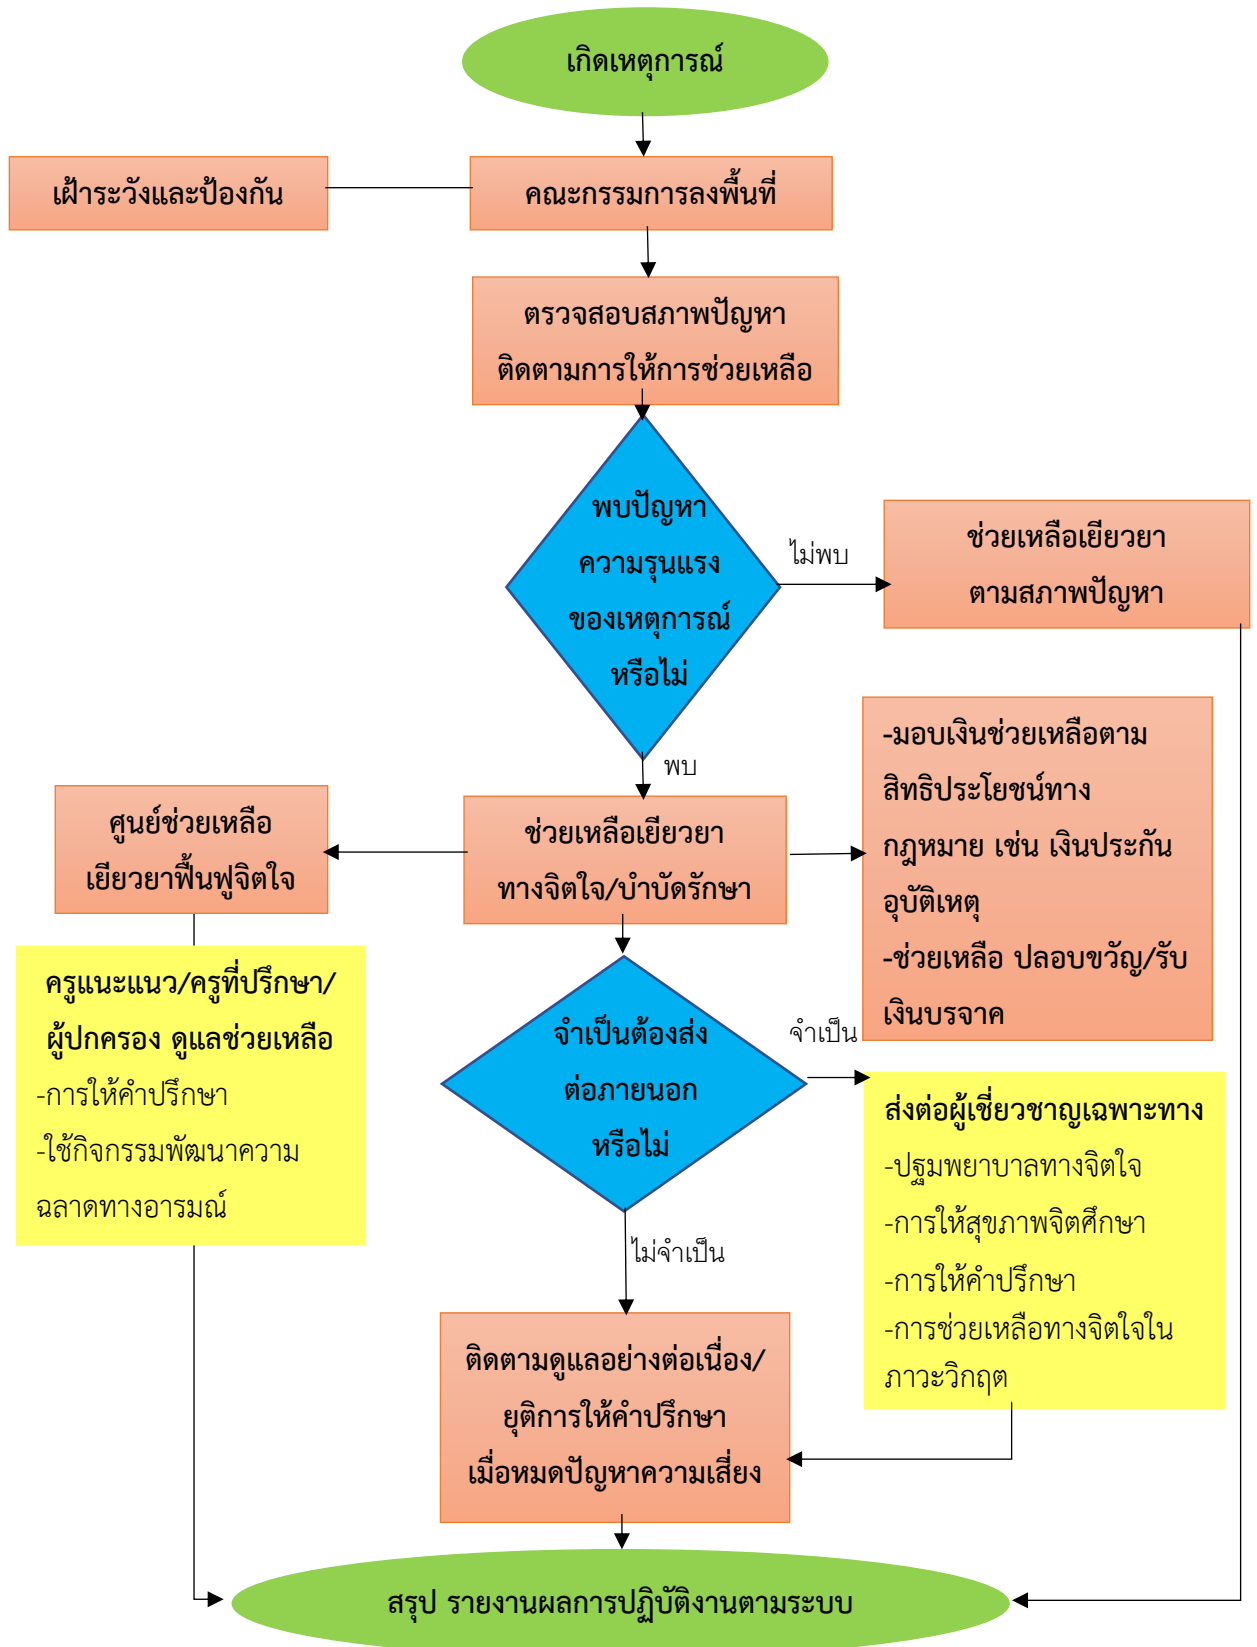 เกิดเหตุการณ์
เฝ้าระวังและป้องกัน
คณะกรรมการลงพื้นที่
ตรวจสอบสภาพปัญหา
ติดตามการให้การช่วยเหลือ
พบปัญหา
ความรุนแรง
ของเหตุการณ์
หรือไม่
ไม่พบ
ช่วยเหลือเยียวยา
ตามสภาพปัญหา
พบ
-มอบเงินช่วยเหลือตาม
สิทธิประโยชน์ทาง
กฎหมาย เช่น เงินประกัน
อุบัติเหตุ
-ช่วยเหลือ ปลอบขวัญ/รับ
เงินบรจาค
ศูนย์ช่วยเหลือ
เยียวยาฟื้นฟูจิตใจ
ช่วยเหลือเยียวยา
ทางจิตใจ/บำบัดรักษา
ครูแนะแนว/ครูที่ปรึกษา/
ผู้ปกครอง ดูแลช่วยเหลือ
-การให้คำปรึกษา
-ใช้กิจกรรมพัฒนาความ
ฉลาดทางอารมณ์
จำเป็นต้องส่ง
ต่อภายนอก
หรือไม่
จำเป็น
ส่งต่อผู้เชี่ยวชาญเฉพาะทาง
-ปฐมพยาบาลทางจิตใจ
-การให้สุขภาพจิตศึกษา
-การให้คำปรึกษา
-การช่วยเหลือทางจิตใจใน
ภาวะวิกฤต
ไม่จำเป็น
ติดตามดูแลอย่างต่อเนื่อง/
ยุติการให้คำปรึกษา
เมื่อหมดปัญหาความเสี่ยง
สรุป รายงานผลการปฏิบัติงานตามระบบ